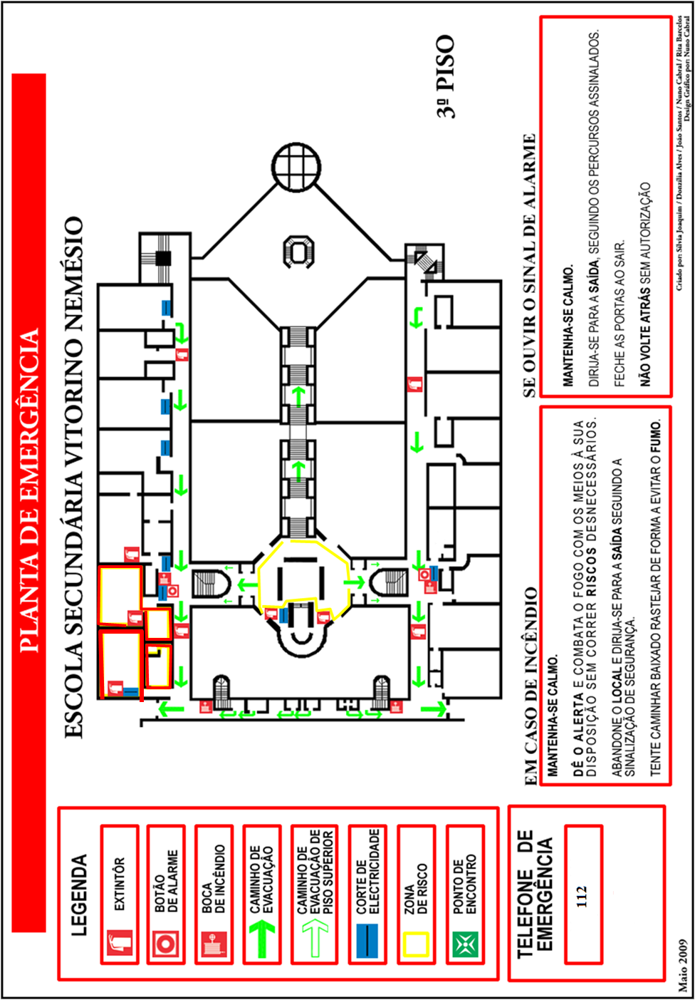 PLANTA DE EMERGÊNCIA
ESCOLA SECUNDÁRIA VITORINO NEMÉSIO
3º PISO
LEGENDA
EXTINTÔR
BOTÃO
DE ALARME
BOCA
DE INCÊNDIO
CAMINHO DE
EVACUAÇÃO
CAMINHO DE
EVACUAÇÃO DE
PISO SUPERIOR
CORTE DE
ELECTRICIDADE
ZONA
DE RISCO
PONTO DE
ENCONTRO
TELEFONE DE
EMERGÊNCIA
112
EM CASO DE INCÊNDIO
MANTENHA-SE CALMO.
DÊ O ALERTA E COMBATA O FOGO COM OS MEIOS À SUA
DISPOSIÇÃO SEM CORRER RISCOS DESNECESSÁRIOS.
ABANDONE O LOCAL E DIRIJA-SE PARA A SAÍDA SEGUINDO A
SINALIZAÇÃO DE SEGURANÇA.
TENTE CAMINHAR BAIXADO RASTEJAR DE FORMA A EVITAR O FUMO.
SE OUVIR O SINAL DE ALARME
MANTENHA-SE CALMO.
DIRIJA-SE PARA A SAÍDA, SEGUINDO OS PERCURSOS ASSINALADOS.
FECHE AS PORTAS AO SAIR.
NÃO VOLTE ATRÁS SEM AUTORIZAÇÃO
Maio 2009
Criado por: Sílvia Joaquim / Donzília Alves / João Santos / Nuno Cabral / Rita Barcelos
Design Gráfico por: Nuno Cabral